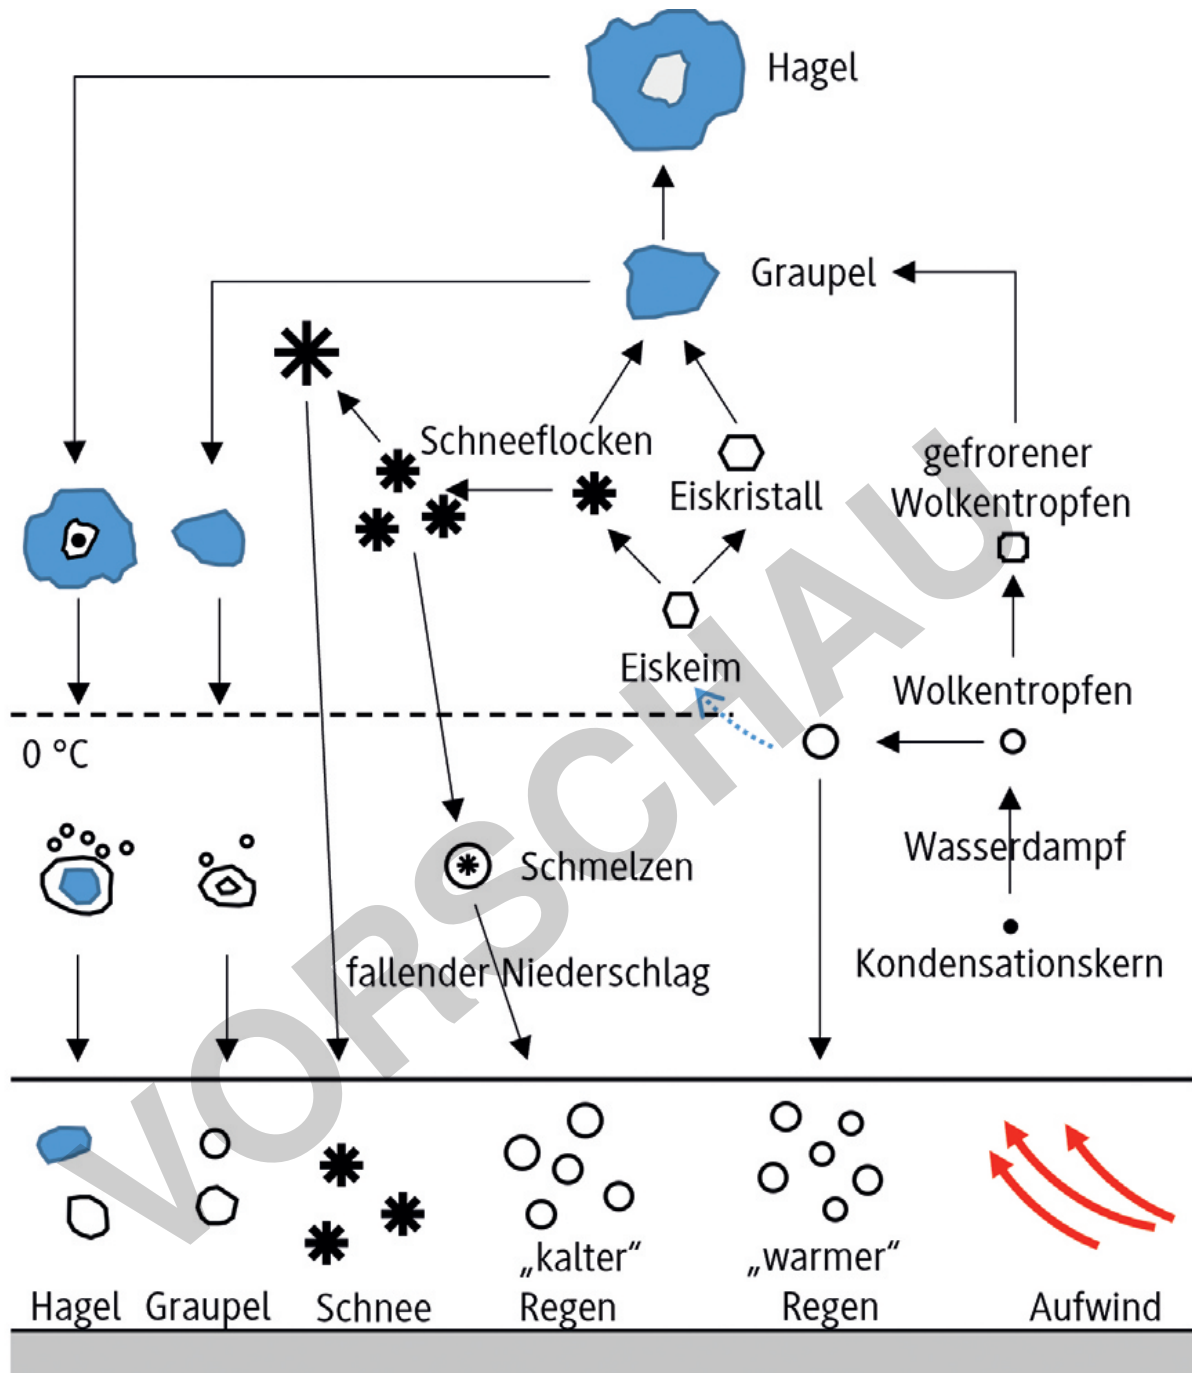 Hagel
Graupel
Schneeflocken
Eiskristall
gefrorener
Wolkentropfen
Eiskeim
Wolkentropfen
0 °C
Wasserdampf
Schmelzen
Kondensationskern
fallender Niederschlag
VORSCHAU
„kalter“
Regen
„warmer“
Regen
Hagel
Graupel
Schnee
Aufwind